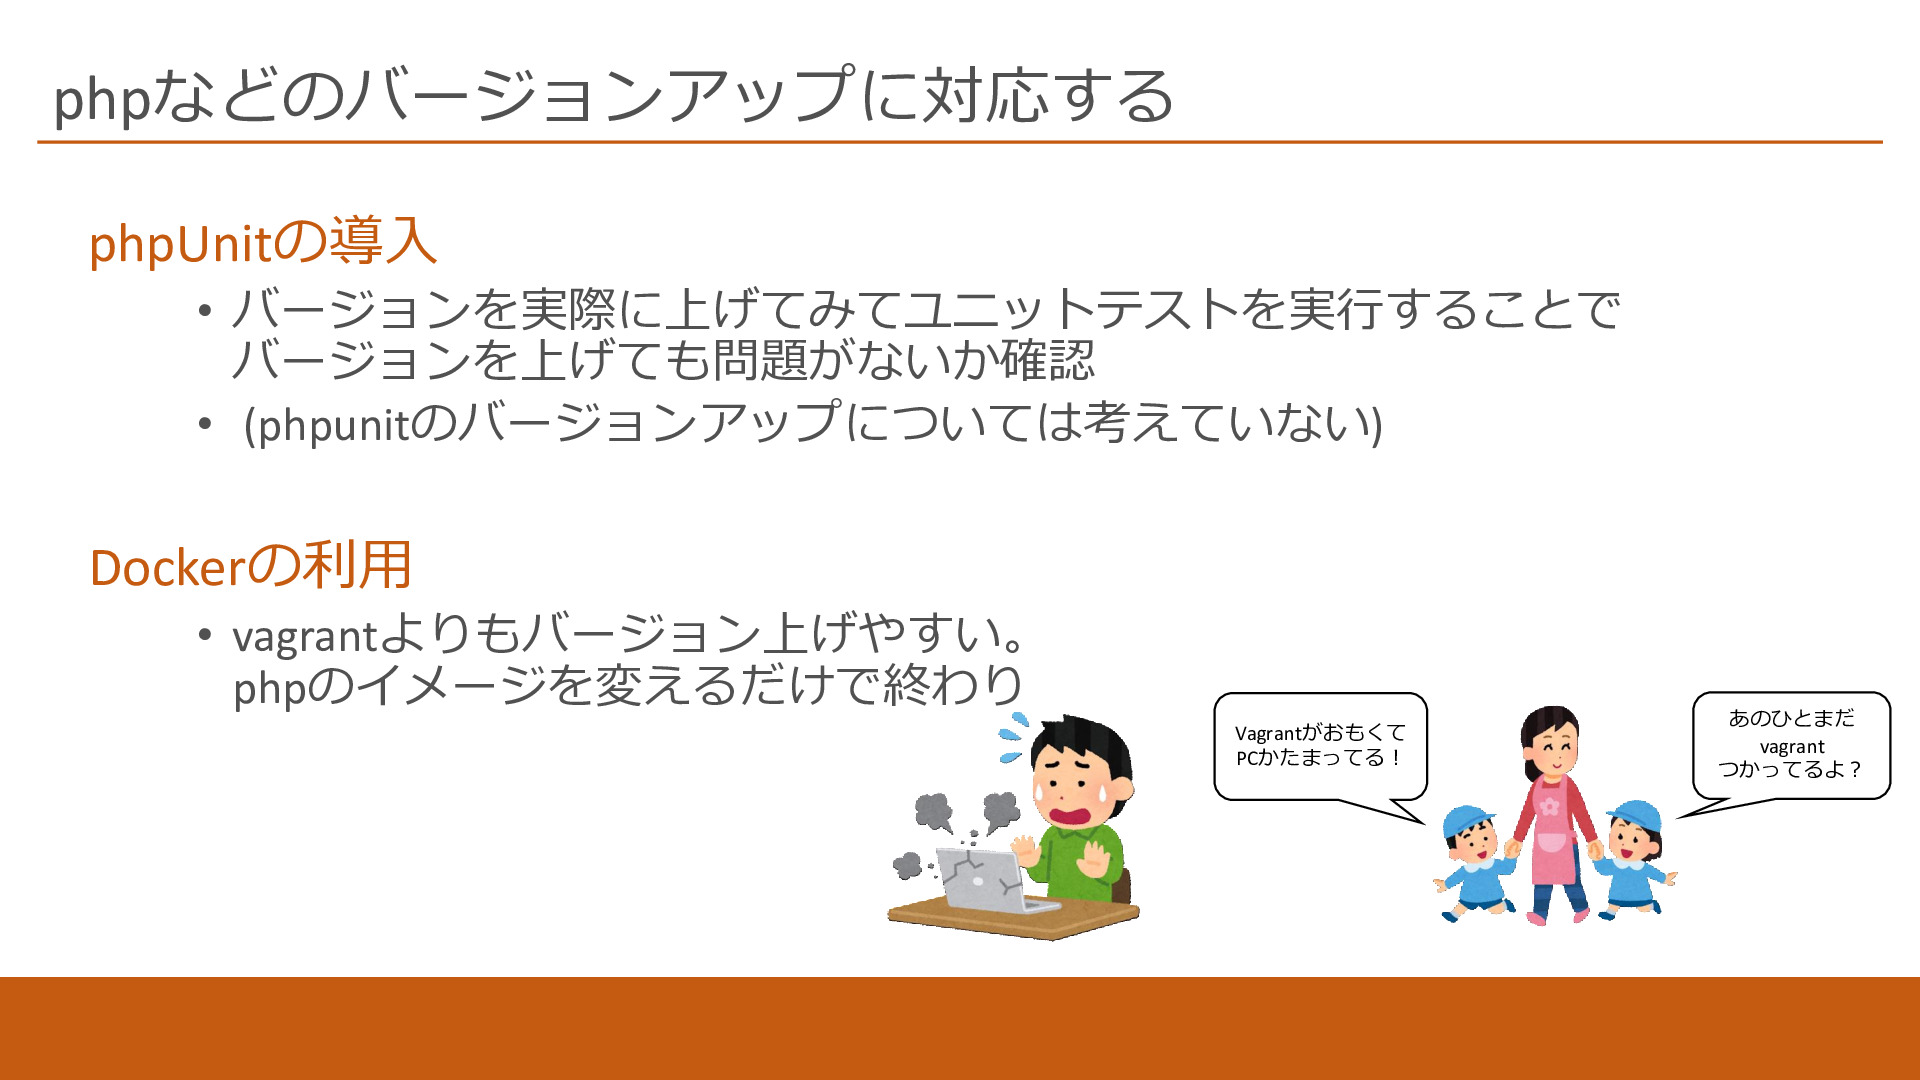 phpなどのバージョンアップに対応する
phpUnitの導入
• バージョンを実際に上げてみてユニットテストを実行することで
バージョンを上げても問題がないか確認
• (phpunitのバージョンアップについては考えていない)
Dockerの利用
• vagrantよりもバージョン上げやすい。
phpのイメージを変えるだけで終わり
Vagrantがおもくて
PCかたまってる！
あのひとまだ
vagrant
つかってるよ？